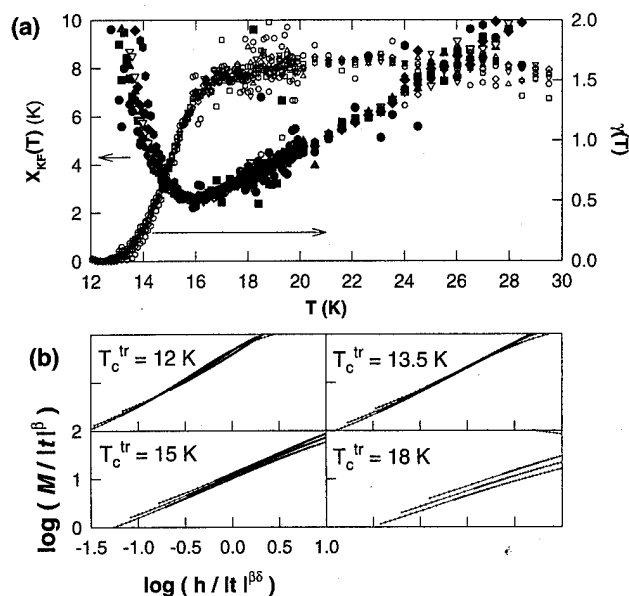 (a)
10
8
6
4
2
0
X_KF(T) (K)
2.0
1.5
1.0
0.5
0.0
γ(T)
12 14 16 18 20 22 24 26 28 30
T (K)
(b)
T_c^tr = 12 K
T_c^tr = 13.5 K
T_c^tr = 15 K
T_c^tr = 18 K
2
1
0
log ( M / |t|^β )
-1.5 -1.0 -0.5 0.0 0.5 1.0
log ( h / |t|^βδ )